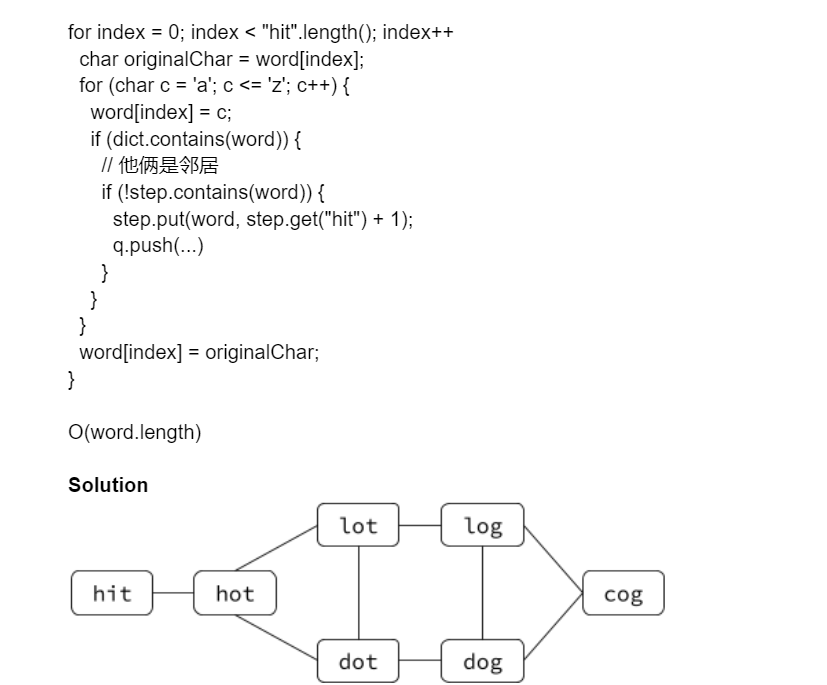 for index = 0; index < "hit".length(); index++
char originalChar = word[index];
for (char c = 'a'; c <= 'z'; c++) {
word[index] = c;
if (dict.contains(word)) {
// 他俩是邻居
if (!step.contains(word)) {
step.put(word, step.get("hit") + 1);
q.push(...)
}
}
}
word[index] = originalChar;
}
O(word.length)
Solution
lot log
hit hot cog
dot dog